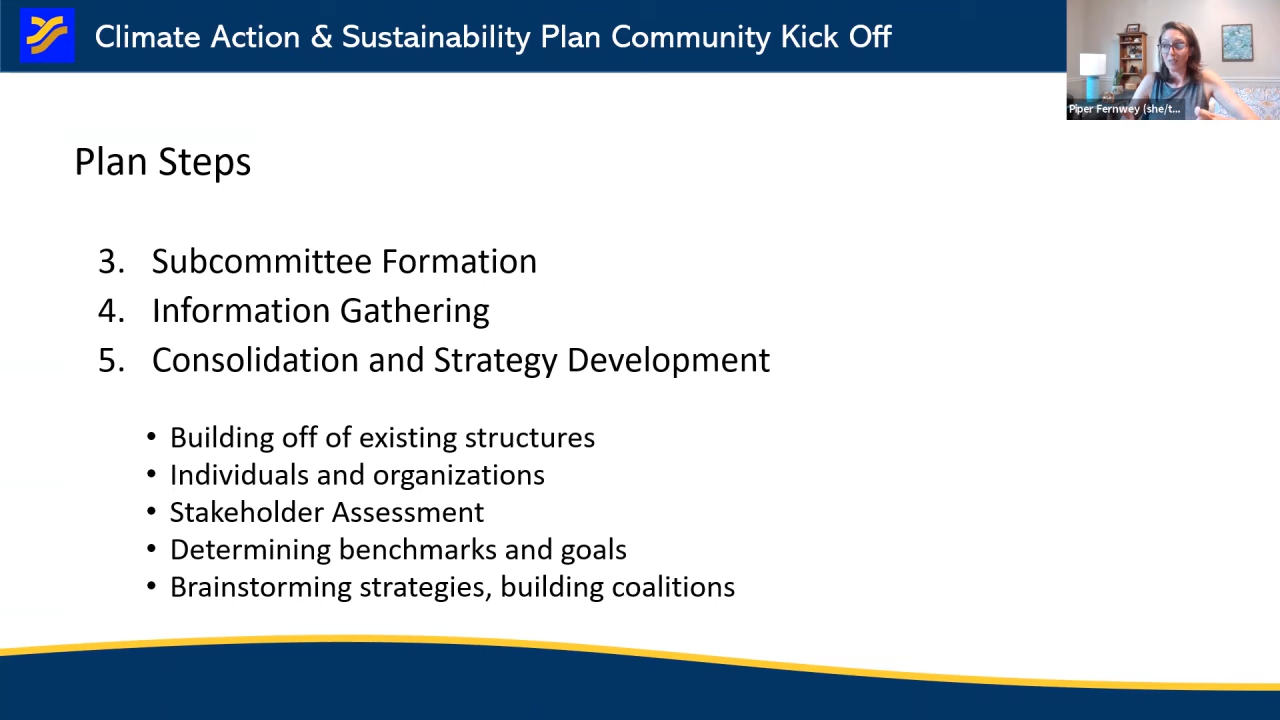 Climate Action & Sustainability Plan Community Kick Off
Piper Fernwey (she/t...
Plan Steps
3. Subcommittee Formation
4. Information Gathering
5. Consolidation and Strategy Development
• Building off of existing structures
• Individuals and organizations
• Stakeholder Assessment
• Determining benchmarks and goals
• Brainstorming strategies, building coalitions